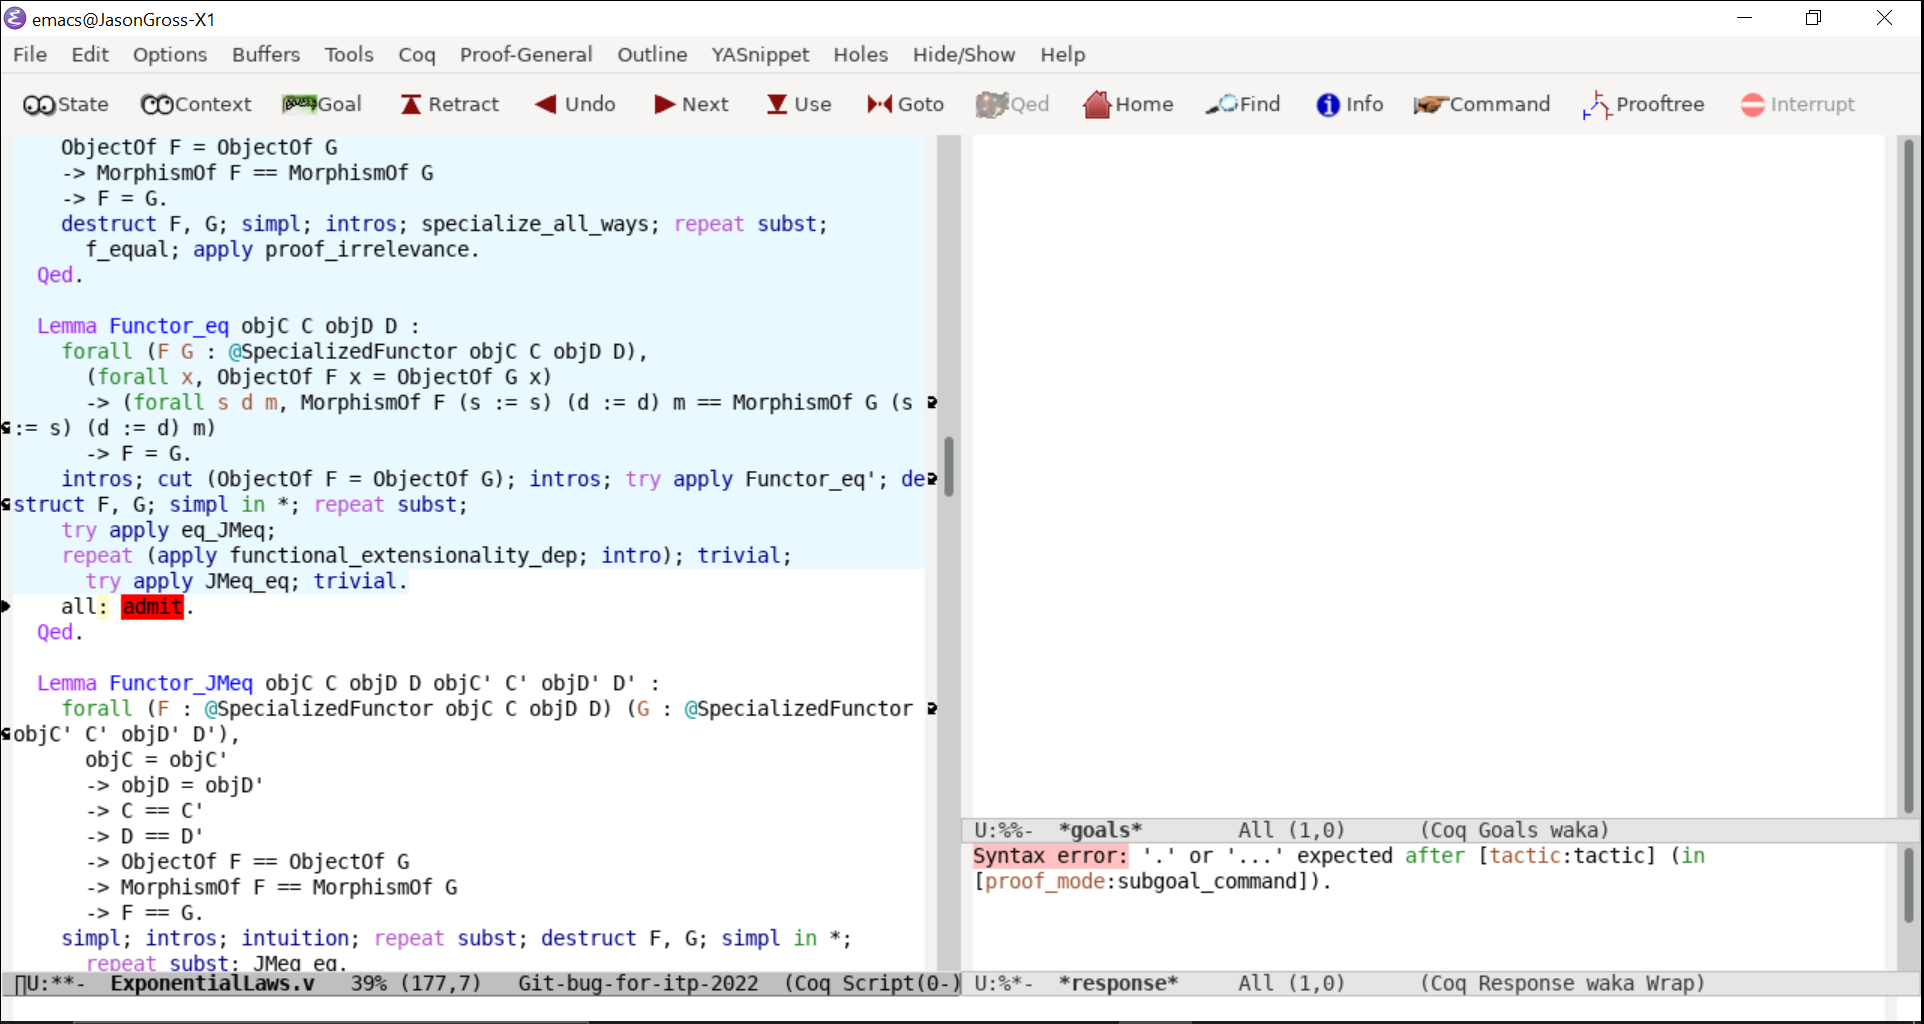 emacs@JasonGross-X1
File Edit Options Buffers Tools Coq Proof-General Outline YASnippet Holes Hide/Show Help
State Context Goal Retract Undo Next Use Goto Qed Home Find Info Command Prooftree Interrupt
ObjectOf F = ObjectOf G
-> MorphismOf F == MorphismOf G
-> F = G.
destruct F, G; simpl; intros; specialize_all_ways; repeat subst;
f_equal; apply proof_irrelevance.
Qed.
Lemma Functor_eq objC C objD D :
forall (F G : @SpecializedFunctor objC C objD D),
(forall x, ObjectOf F x = ObjectOf G x)
-> (forall s d m, MorphismOf F (s := s) (d := d) m == MorphismOf G (s
:= s) (d := d) m)
-> F = G.
intros; cut (ObjectOf F = ObjectOf G); intros; try apply Functor_eq'; de
struct F, G; simpl in *; repeat subst;
try apply eq_JMeq;
repeat (apply functional_extensionality_dep; intro); trivial;
try apply JMeq_eq; trivial.
all: admit.
Qed.
Lemma Functor_JMeq objC C objD D objC' C' objD' D' :
forall (F : @SpecializedFunctor objC C objD D) (G : @SpecializedFunctor
objC' C' objD' D'),
objC = objC'
-> objD = objD'
-> C == C'
-> D == D'
-> ObjectOf F == ObjectOf G
-> MorphismOf F == MorphismOf G
-> F == G.
simpl; intros; intuition; repeat subst; destruct F, G; simpl in *;
repeat subst; JMeq_eq.
U:**- ExponentialLaws.v 39% (177,7) Git-bug-for-itp-2022 (Coq Script(0-)
U:%%- *goals* All (1,0) (Coq Goals waka)
Syntax error: '.' or '...' expected after [tactic:tactic] (in
[proof_mode:subgoal_command]).
U:%*- *response* All (1,0) (Coq Response waka Wrap)